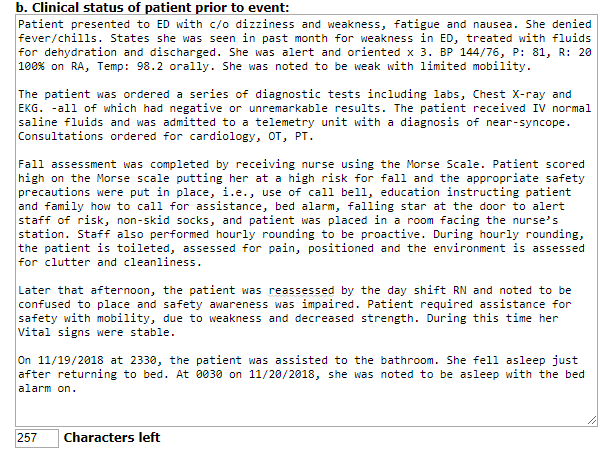 b. Clinical status of patient prior to event:
Patient presented to ED with c/o dizziness and weakness, fatigue and nausea. She denied
fever/chills. States she was seen in past month for weakness in ED, treated with fluids
for dehydration and discharged. She was alert and oriented x 3. BP 144/76, P: 81, R: 20
100% on RA, Temp: 98.2 orally. She was noted to be weak with limited mobility.
The patient was ordered a series of diagnostic tests including labs, Chest X-ray and
EKG. -all of which had negative or unremarkable results. The patient received IV normal
saline fluids and was admitted to a telemetry unit with a diagnosis of near-syncope.
Consultations ordered for cardiology, OT, PT.
Fall assessment was completed by receiving nurse using the Morse Scale. Patient scored
high on the Morse scale putting her at a high risk for fall and the appropriate safety
precautions were put in place, i.e., use of call bell, education instructing patient
and family how to call for assistance, bed alarm, falling star at the door to alert
staff of risk, non-skid socks, and patient was placed in a room facing the nurse’s
station. Staff also performed hourly rounding to be proactive. During hourly rounding,
the patient is toileted, assessed for pain, positioned and the environment is assessed
for clutter and cleanliness.
Later that afternoon, the patient was reassessed by the day shift RN and noted to be
confused to place and safety awareness was impaired. Patient required assistance for
safety with mobility, due to weakness and decreased strength. During this time her
Vital signs were stable.
On 11/19/2018 at 2330, the patient was assisted to the bathroom. She fell asleep just
after returning to bed. At 0030 on 11/20/2018, she was noted to be asleep with the bed
alarm on.
257 Characters left